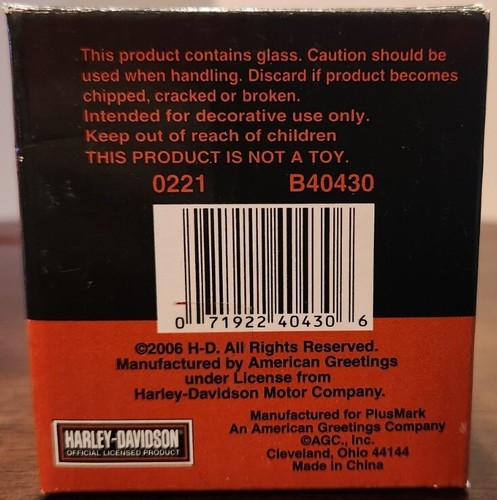 This product contains glass. Caution should be
used when handling. Discard if product becomes
chipped, cracked or broken.
Intended for decorative use only.
Keep out of reach of children
THIS PRODUCT IS NOT A TOY.
0221 B40430
0 71922 40430 6
©2006 H-D. All Rights Reserved.
Manufactured by American Greetings
under License from
Harley-Davidson Motor Company.
Manufactured for PlusMark
An American Greetings Company
©AGC., Inc.
Cleveland, Ohio 44144
Made in China
HARLEY-DAVIDSON
OFFICIAL LICENSED PRODUCT